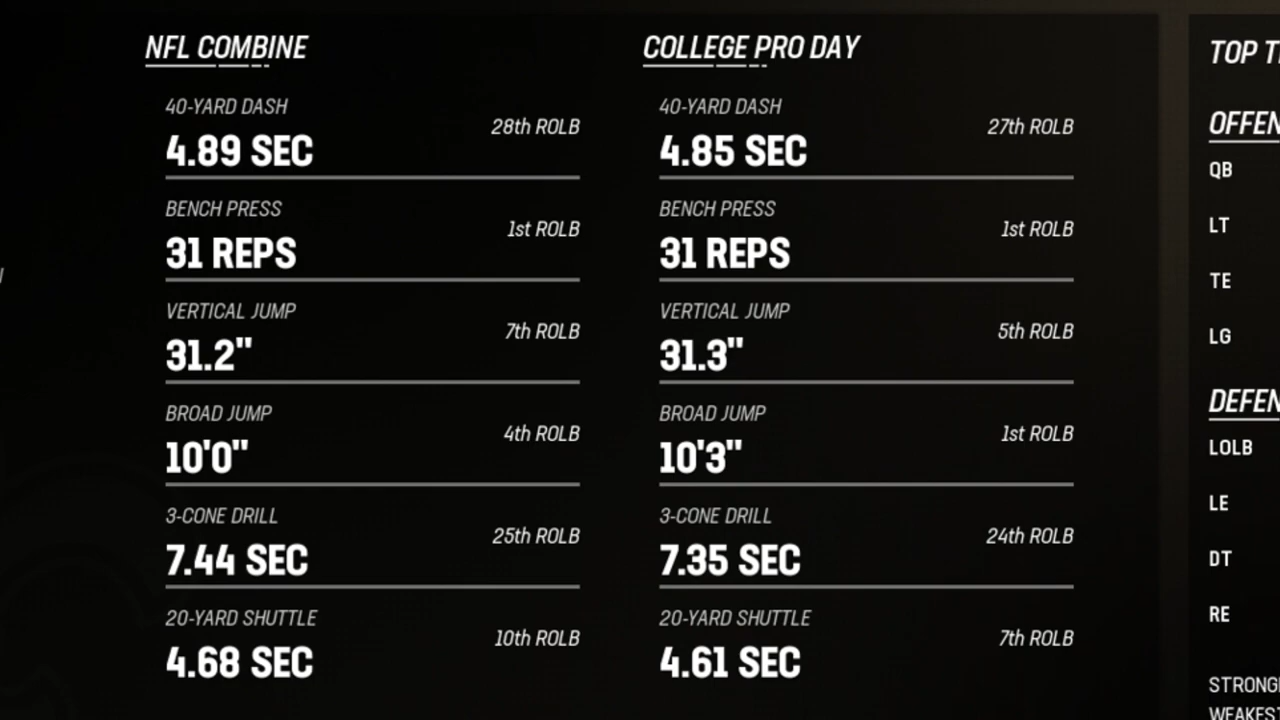 NFL COMBINE
40-YARD DASH
4.89 SEC
28th ROLB
BENCH PRESS
31 REPS
1st ROLB
VERTICAL JUMP
31.2"
7th ROLB
BROAD JUMP
10'0"
4th ROLB
3-CONE DRILL
7.44 SEC
25th ROLB
20-YARD SHUTTLE
4.68 SEC
10th ROLB
COLLEGE PRO DAY
40-YARD DASH
4.85 SEC
27th ROLB
BENCH PRESS
31 REPS
1st ROLB
VERTICAL JUMP
31.3"
5th ROLB
BROAD JUMP
10'3"
1st ROLB
3-CONE DRILL
7.35 SEC
24th ROLB
20-YARD SHUTTLE
4.61 SEC
7th ROLB
TOP
QB
LT
TE
LG
LOLB
LE
DT
RE